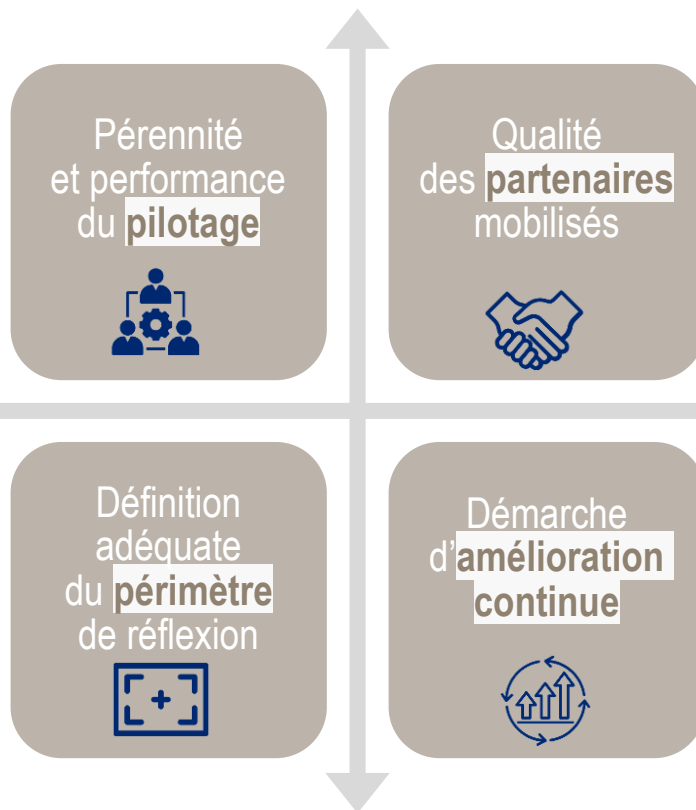 Pérennité
et performance
du pilotage
Qualité
des partenaires
mobilisés
Définition
adéquate
du périmètre
de réflexion
Démarche
d'amélioration
continue